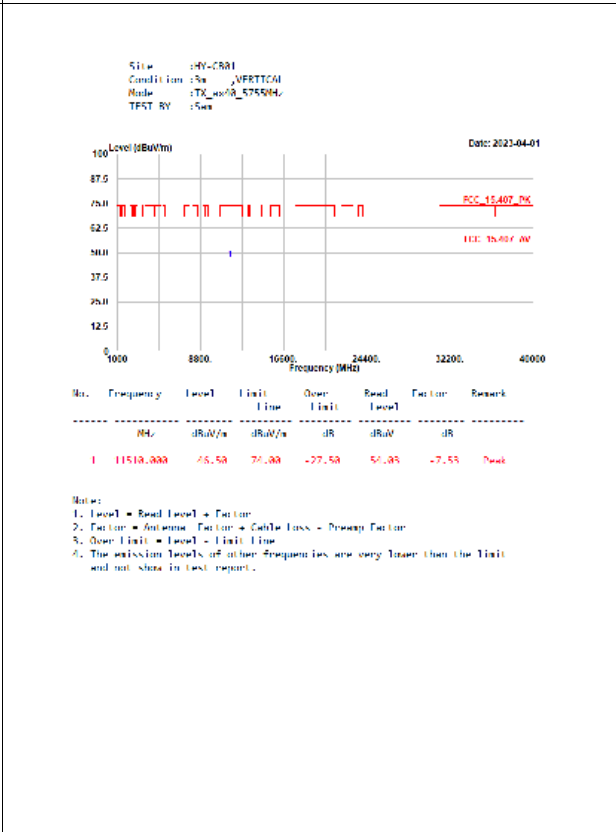 Site :HY-CB01
Condition :3m ,VERTICAL
Mode :TX_ax40_5755MHz
TEST BY :Sam
Level (dBuV/m) Date: 2023-04-01
100
87.5
75.0 FCC_15.407_PK
62.5
FCC_15.407_AV
50.0
1
37.5
25.0
12.5
0
1000 8800. 16600. 24400. 32200. 40000
Frequency (MHz)
No. Frequency Level Limit Over Read Factor Remark
Line Limit Level
------ ----------- ------- -------- --------- -------- -------- ---------
MHz dBuV/m dBuV/m dB dBuV dB
1 11510.000 46.50 74.00 -27.50 54.03 -7.53 Peak
Note:
1. Level = Read Level + Factor
2. Factor = Antenna Factor + Cable Loss - Preamp Factor
3. Over Limit = Level - Limit Line
4. The emission levels of other frequencies are very lower than the limit
and not show in test report.